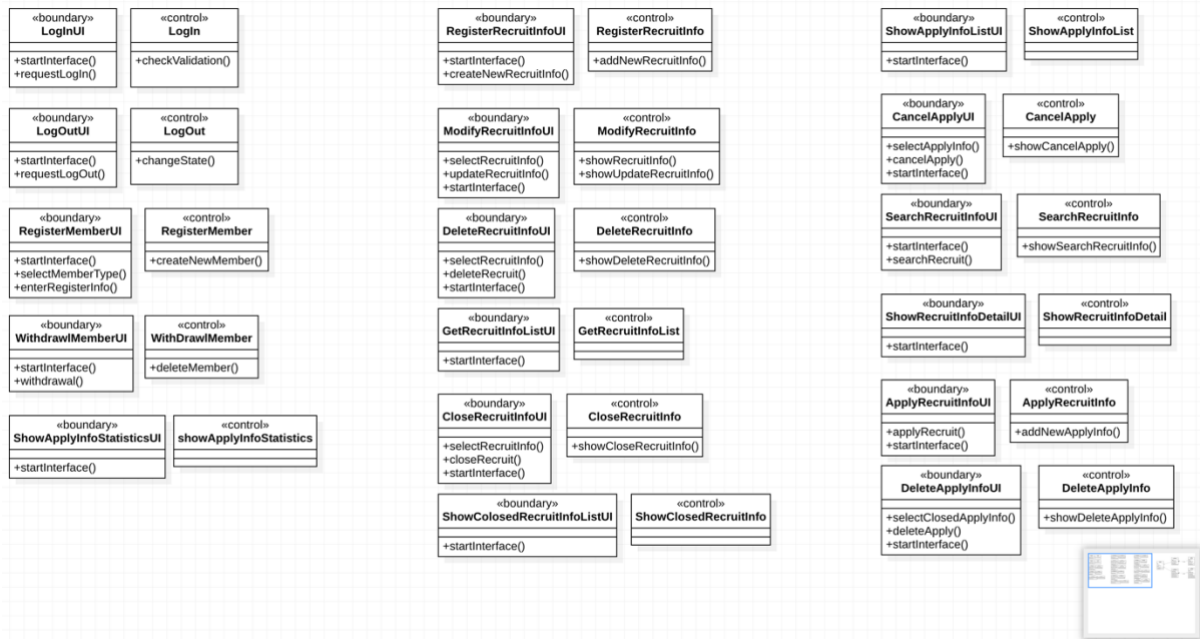 «boundary»
LogInUI
+startInterface()
+requestLogIn()
«control»
LogIn
+checkValidation()
«boundary»
LogOutUI
+startInterface()
+requestLogOut()
«control»
LogOut
+changeState()
«boundary»
RegisterMemberUI
+startInterface()
+selectMemberType()
+enterRegisterInfo()
«control»
RegisterMember
+createNewMember()
«boundary»
WithdrawlMemberUI
+startInterface()
+withdrawal()
«control»
WithDrawlMember
+deleteMember()
«boundary»
ShowApplyInfoStatisticsUI
+startInterface()
«control»
showApplyInfoStatistics
«boundary»
RegisterRecruitInfoUI
+startInterface()
+createNewRecruitInfo()
«control»
RegisterRecruitInfo
+addNewRecruitInfo()
«boundary»
ModifyRecruitInfoUI
+selectRecruitInfo()
+updateRecruitInfo()
+startInterface()
«control»
ModifyRecruitInfo
+showRecruitInfo()
+showUpdateRecruitInfo()
«boundary»
DeleteRecruitInfoUI
+selectRecruitInfo()
+deleteRecruit()
+startInterface()
«control»
DeleteRecruitInfo
+showDeleteRecruitInfo()
«boundary»
GetRecruitInfoListUI
+startInterface()
«control»
GetRecruitInfoList
«boundary»
CloseRecruitInfoUI
+selectRecruitInfo()
+closeRecruit()
+startInterface()
«control»
CloseRecruitInfo
+showCloseRecruitInfo()
«boundary»
ShowColosedRecruitInfoListUI
+startInterface()
«control»
ShowClosedRecruitInfo
«boundary»
ShowApplyInfoListUI
+startInterface()
«control»
ShowApplyInfoList
«boundary»
CancelApplyUI
+selectApplyInfo()
+cancelApply()
+startInterface()
«control»
CancelApply
+showCancelApply()
«boundary»
SearchRecruitInfoUI
+startInterface()
+searchRecruit()
«control»
SearchRecruitInfo
+showSearchRecruitInfo()
«boundary»
ShowRecruitInfoDetailUI
+startInterface()
«control»
ShowRecruitInfoDetail
«boundary»
ApplyRecruitInfoUI
+applyRecruit()
+startInterface()
«control»
ApplyRecruitInfo
+addNewApplyInfo()
«boundary»
DeleteApplyInfoUI
+selectClosedApplyInfo()
+deleteApply()
+startInterface()
«control»
DeleteApplyInfo
+showDeleteApplyInfo()